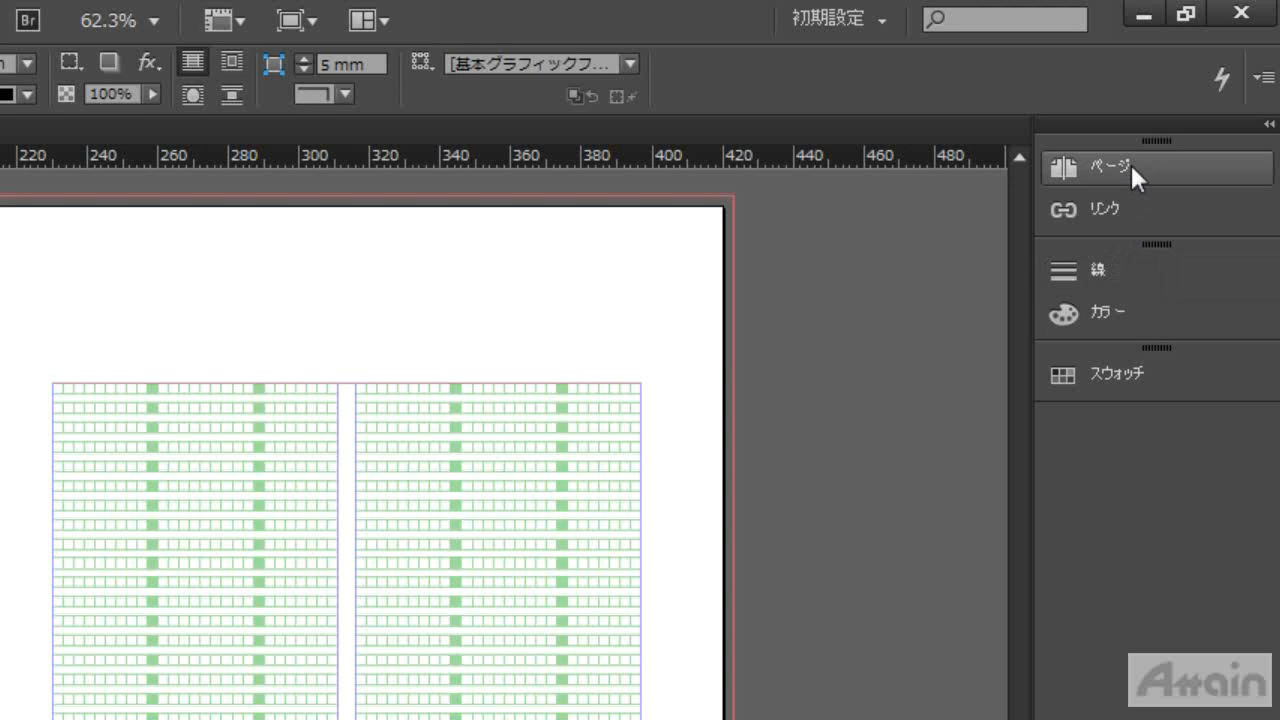 Br
62.3%
初期設定
5 mm
[基本グラフィックフ...
100%
fx.
220 240 260 280 300 320 340 360 380 400 420 440 460 480
ページ
リンク
線
カラー
スウォッチ
Attain